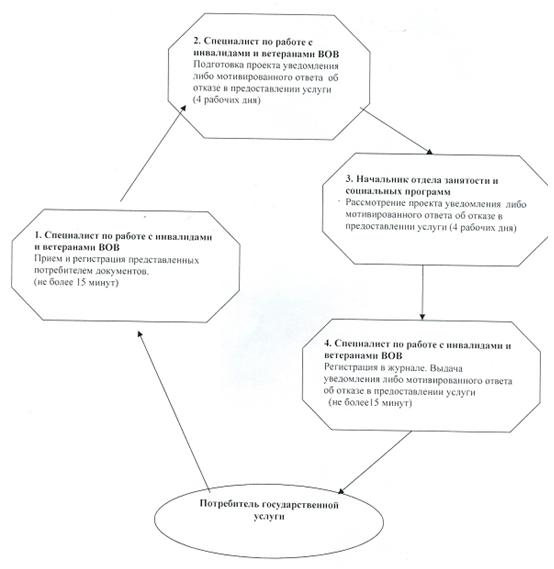 2. Специалист по работе с
инвалидами и ветеранами ВОВ
Подготовка проекта уведомления
либо мотивированного ответа об
отказе в предоставлении услуги
(4 рабочих дня)
3. Начальник отдела занятости и
социальных программ
Рассмотрение проекта уведомления либо
мотивированного ответа об отказе в
предоставлении услуги (4 рабочих дня)
1. Специалист по работе с инвалидами
и ветеранами ВОВ
Прием и регистрация представленных
потребителем документов.
(не более 15 минут)
4. Специалист по работе с инвалидами и
ветеранами ВОВ
Регистрация в журнале. Выдача
уведомления либо мотивированного ответа
об отказе в предоставлении услуги
(не более15 минут)
Потребитель государственной
услуги